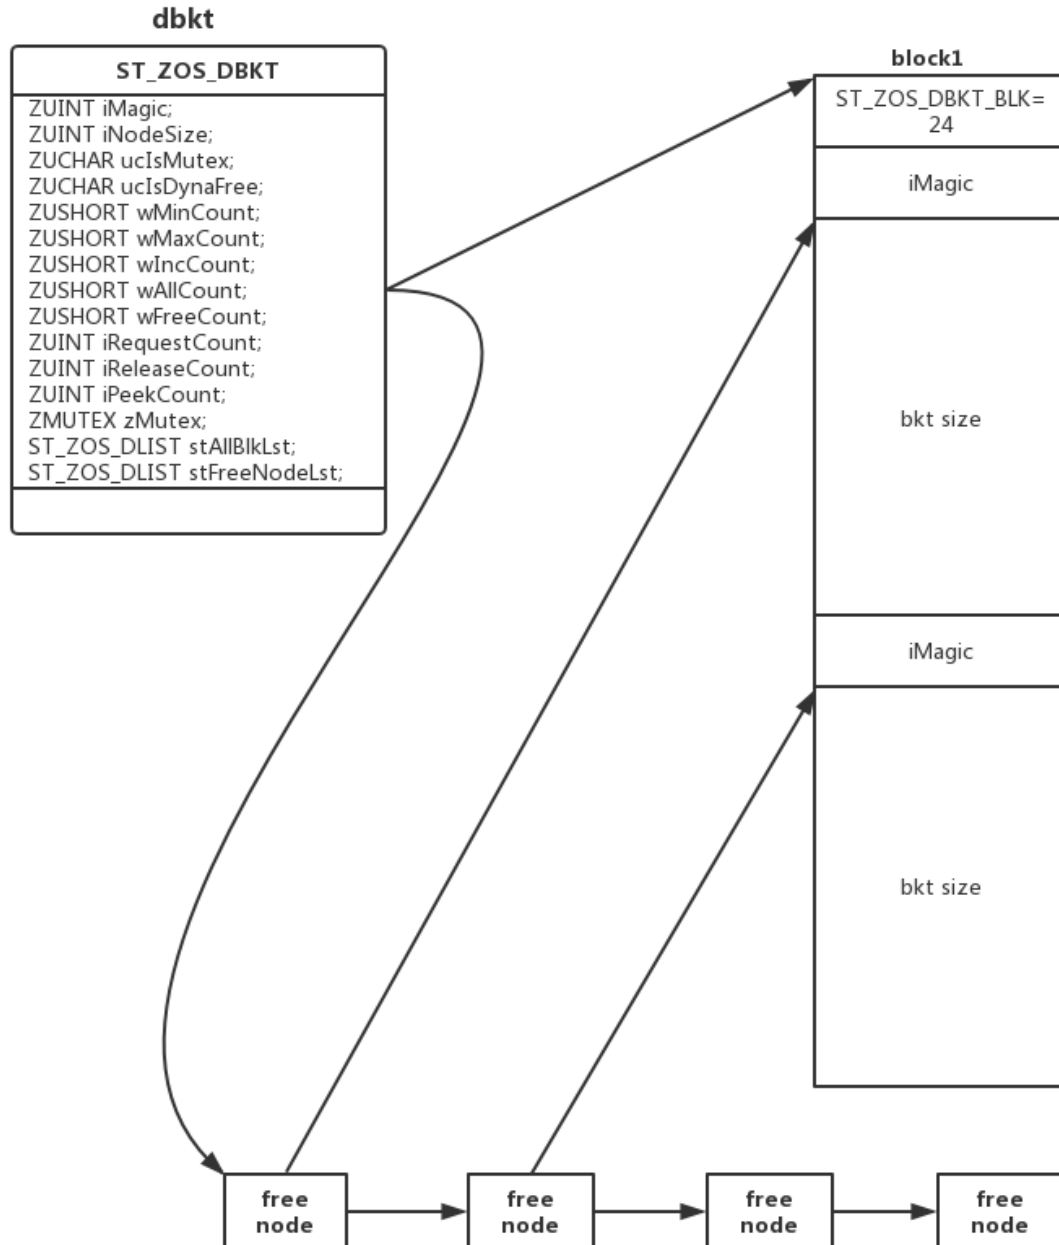 dbkt
ST_ZOS_DBKT
ZUINT iMagic;
ZUINT iNodeSize;
ZUCHAR ucIsMutex;
ZUCHAR ucIsDynaFree;
ZUSHORT wMinCount;
ZUSHORT wMaxCount;
ZUSHORT wIncCount;
ZUSHORT wAllCount;
ZUSHORT wFreeCount;
ZUINT iRequestCount;
ZUINT iReleaseCount;
ZUINT iPeekCount;
ZMUTEX zMutex;
ST_ZOS_DLIST stAllBlkLst;
ST_ZOS_DLIST stFreeNodeLst;
block1
ST_ZOS_DBKT_BLK=
24
iMagic
bkt size
iMagic
bkt size
free
node
free
node
free
node
free
node